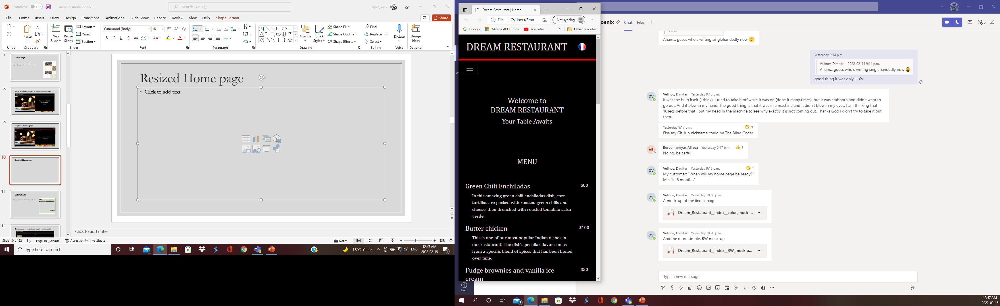 AutoSave Off dreamrestaurant.pptx Search (Alt+Q) Lopes, Jack
File Home Insert Draw Design Transitions Animations Slide Show Record Review View Help Shape Format Share
Undo
Paste
Clipboard
New Slide
Reuse Slides
Layout
Reset
Section
Slides
Garamond (Body) 18
Font
Paragraph
Arrange
Quick Styles
Shape Fill
Shape Outline
Shape Effects
Drawing
Find
Replace
Select
Editing
Dictate
Voice
Design Ideas
Designer
7
Main page
8
9
Updated Home page
10
Resized Home page
11
Menu page
12
Resized Home page
Click to add text
Click to add notes
Slide 10 of 22 English (Canada) Accessibility: Investigate Notes 83%
Type here to search
-16°C Clear ENG 12:47 AM
2022-02-15
Dream Restaurant | Home
File C:/Users/Ema... Not syncing
Google Microsoft Outlook YouTube Other favorites
DREAM RESTAURANT
Welcome to
DREAM RESTAURANT
Your Table Awaits
MENU
Green Chili Enchiladas $80
In this amazing green chili enchiladas dish, corn
tortillas are packed with roasted green chilis and
cheese, then drenched with roasted tomatillo salsa
verde.
Butter chicken $100
This is one of our most popular Indian dishes in
our restaurant! The dish's peculiar flavor comes
from a specific blend of spices that has been honed
over time.
Fudge brownies and vanilla ice $50
cream
Help
oenix Chat Files 5
Aham... guess who's writing singlehandedly now
Yesterday 9:14 p.m.
Velinov, Dimitar 2022-02-14 9:14 p.m.
Aham... guess who's writing singlehandedly now
good thing it was only 110v
DV
Velinov, Dimitar Yesterday 9:16 p.m.
It was the bulb itself (I think). I tried to take it off while it was on (done it many times), but it was stubborn and didn't want to
go out. And it blew in my hand. The good thing is that it was in a machine and it didn't blow in my eyes. I am thinking that
10secs before that I put my head in the machine to see why exactly it is not coming out. Thanks God I didn't try to take it out
then.
Yesterday 9:17 p.m. 1
Else my GitHub nickname could be The Blind Coder
AB
Boroumandyar, Alireza Yesterday 9:17 p.m. 1
No no, be carful
DV
Velinov, Dimitar Yesterday 9:19 p.m. 1
My customer: "When will my home page be ready?"
Me: "In 6 months."
DV
Velinov, Dimitar Yesterday 10:06 p.m.
A mock-up of the iindex page
Dream_Restaurant__index__color_mock-...
DV
Velinov, Dimitar Yesterday 10:20 p.m.
And the more simple, BW mock-up
Dream_Restaurant__index__BW_mock-u...
Type a new message
12:47 AM
2022-02-15